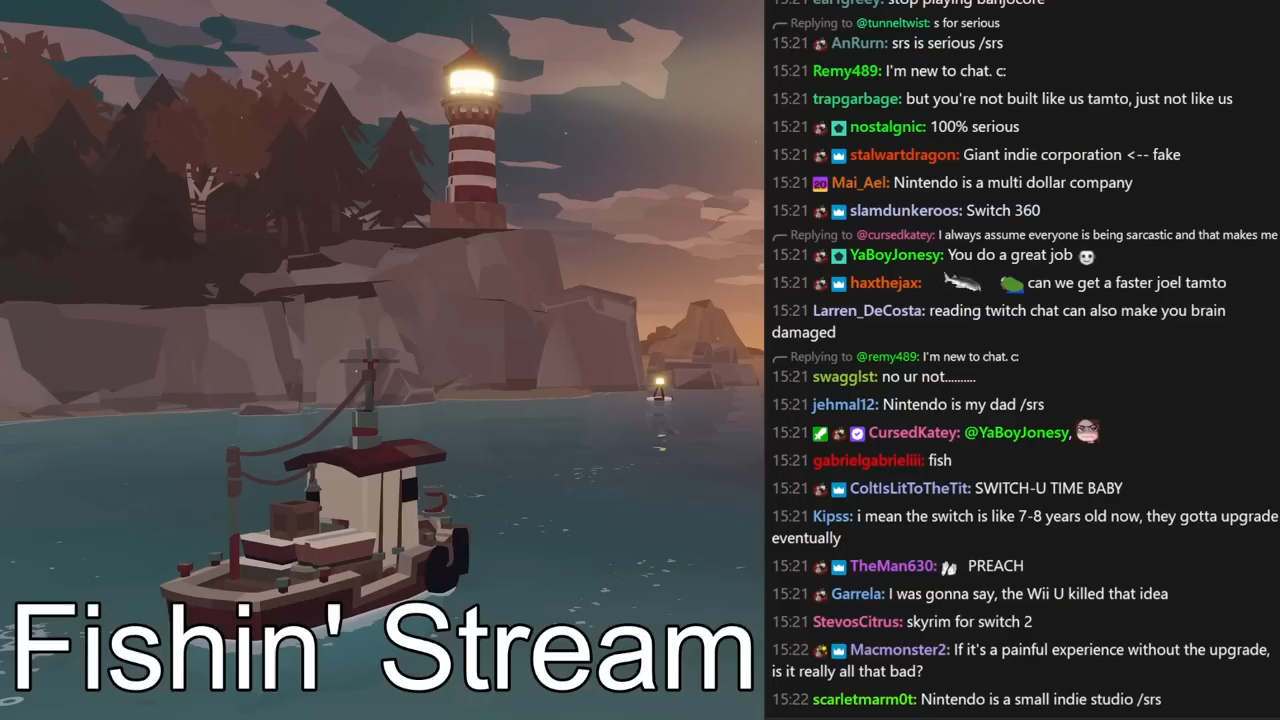 earlgrey: stop playing banjocore
Replying to @tunneltwist: s for serious
15:21 AnRurn: srs is serious /srs
15:21 Remy489: I'm new to chat. c:
15:21 trapgarbage: but you're not built like us tamto, just not like us
15:21 nostalgnic: 100% serious
15:21 stalwartdragon: Giant indie corporation <-- fake
15:21 20 Mai_Ael: Nintendo is a multi dollar company
15:21 slamdunkeroos: Switch 360
Replying to @cursedkatey: I always assume everyone is being sarcastic and that makes me
15:21 YaBoyJonesy: You do a great job
15:21 haxthejax: can we get a faster joel tamto
15:21 Larren_DeCosta: reading twitch chat can also make you brain
damaged
Replying to @remy489: I'm new to chat. c:
15:21 swagglst: no ur not..........
15:21 jehmal12: Nintendo is my dad /srs
15:21 CursedKatey: @YaBoyJonesy,
15:21 gabrielgabrieliii: fish
15:21 ColtIsLitToTheTit: SWITCH-U TIME BABY
15:21 Kipss: i mean the switch is like 7-8 years old now, they gotta upgrade
eventually
15:21 TheMan630: PREACH
15:21 Garrela: I was gonna say, the Wii U killed that idea
15:21 StevosCitrus: skyrim for switch 2
15:22 Macmonster2: If it's a painful experience without the upgrade,
is it really all that bad?
15:22 scarletmarm0t: Nintendo is a small indie studio /srs
Fishin' Stream